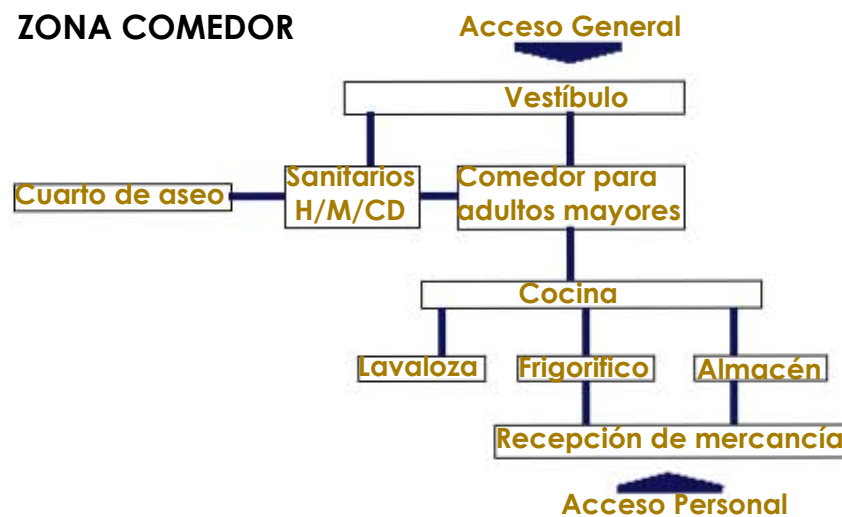 ZONA COMEDOR
Acceso General
Vestíbulo
Cuarto de aseo
Sanitarios
H/M/CD
Comedor para
adultos mayores
Cocina
Lavaloza
Frigorifico
Almacén
Recepción de mercancía
Acceso Personal